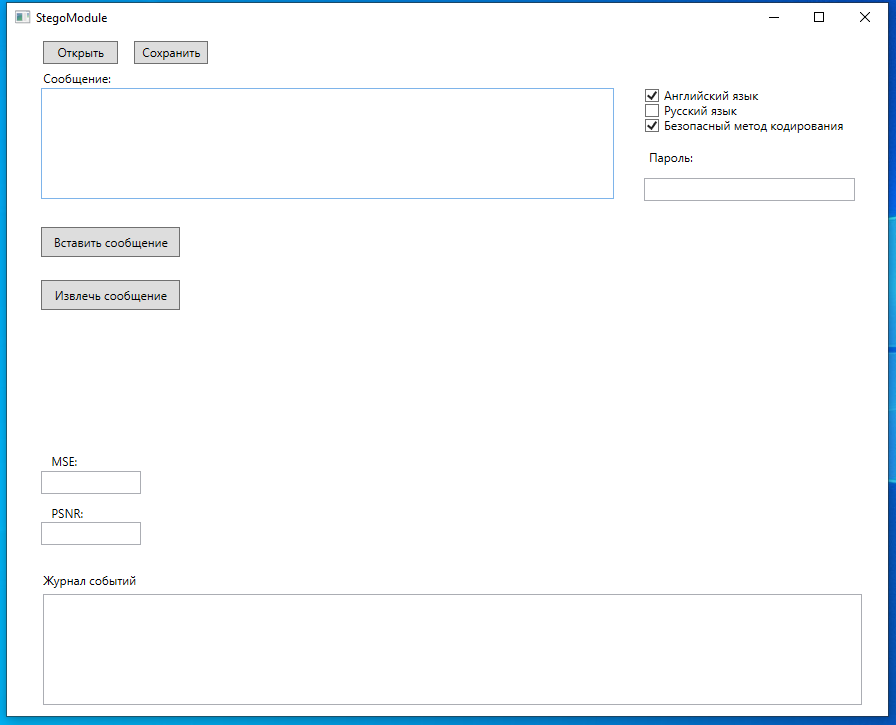 StegoModule
Открыть
Сохранить
Сообщение:
Английский язык
Русский язык
Безопасный метод кодирования
Пароль:
Вставить сообщение
Извлечь сообщение
MSE:
PSNR:
Журнал событий